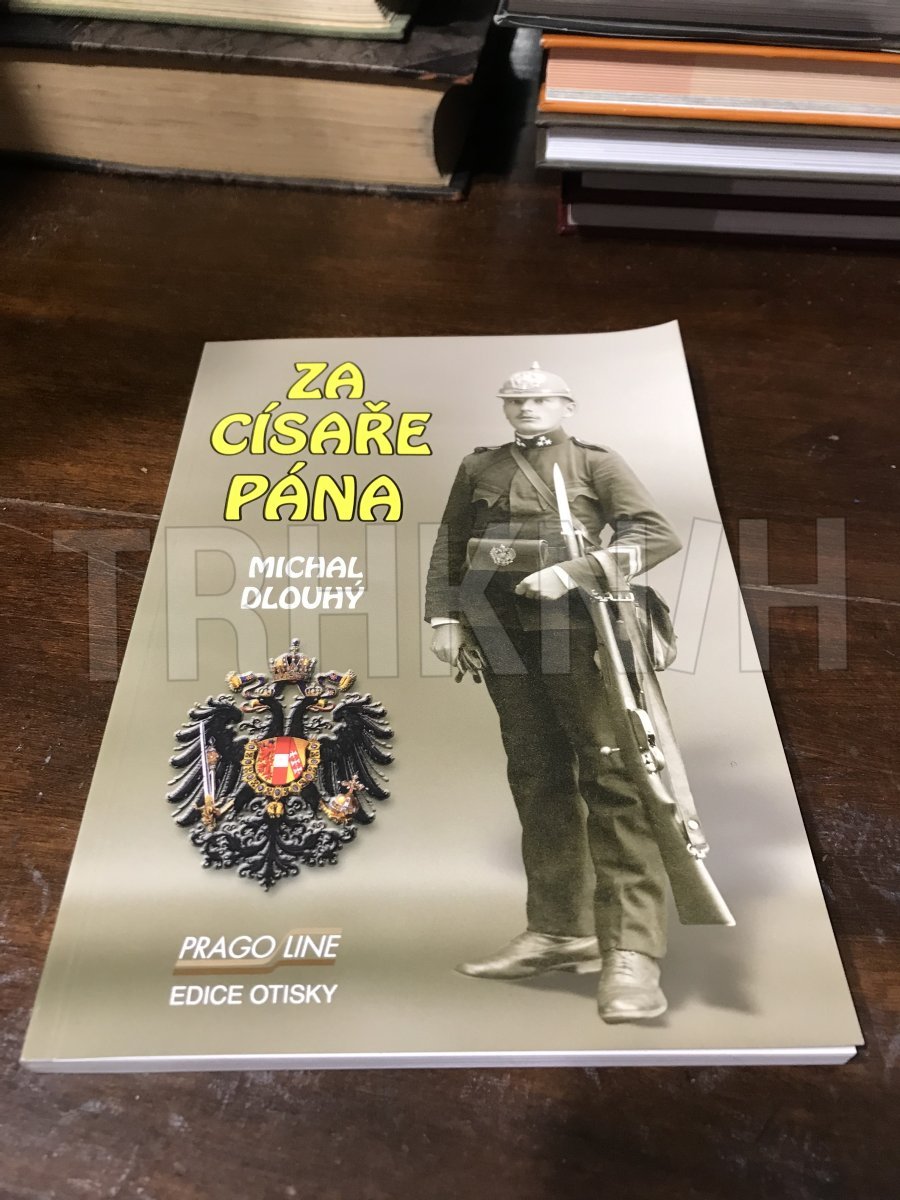 ZA
CÍSAŘE
PÁNA
MICHAL
DLOUHÝ
TRHKNIH
PRAGO LINE
EDICE OTISKY